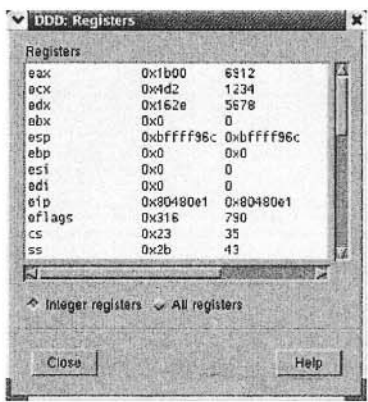 DDD: Registers
Registers
eax 0x1b00 6912
ecx 0x4d2 1234
edx 0x162e 5678
ebx 0x0 0
esp 0xbffff96c 0xbffff96c
ebp 0x0 0x0
esi 0x0 0
edi 0x0 0
eip 0x80480e1 0x80480e1
eflags 0x316 790
cs 0x23 35
ss 0x2b 43
Integer registers All registers
Close Help